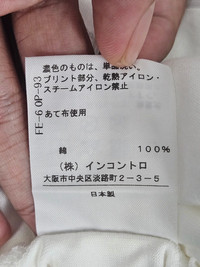 濃色のものは、単品洗い。
プリント部分、乾熱アイロン・
スチームアイロン禁止
あて布使用
FE-60P-93
綿 100%
(株)インコントロ
大阪市中央区淡路町2-3-5
日本製